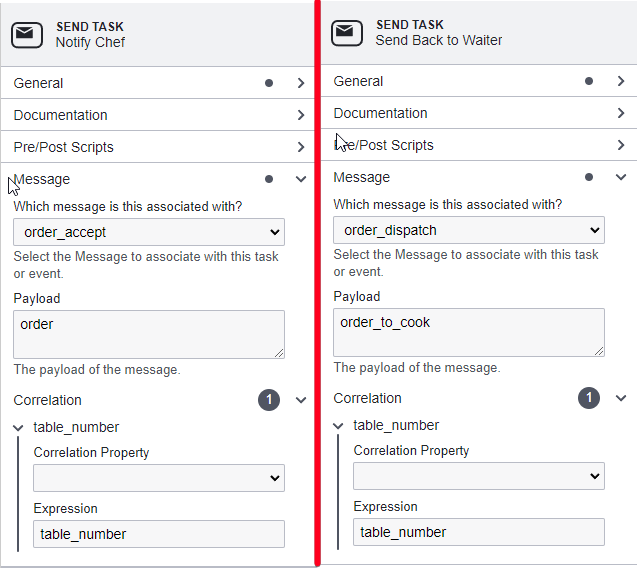 SEND TASK
Notify Chef
General
Documentation
Pre/Post Scripts
Message
Which message is this associated with?
order_accept
Select the Message to associate with this task
or event.
Payload
order
The payload of the message.
Correlation
1
table_number
Correlation Property
Expression
table_number
SEND TASK
Send Back to Waiter
General
Documentation
Pre/Post Scripts
Message
Which message is this associated with?
order_dispatch
Select the Message to associate with this task
or event.
Payload
order_to_cook
The payload of the message.
Correlation
1
table_number
Correlation Property
Expression
table_number